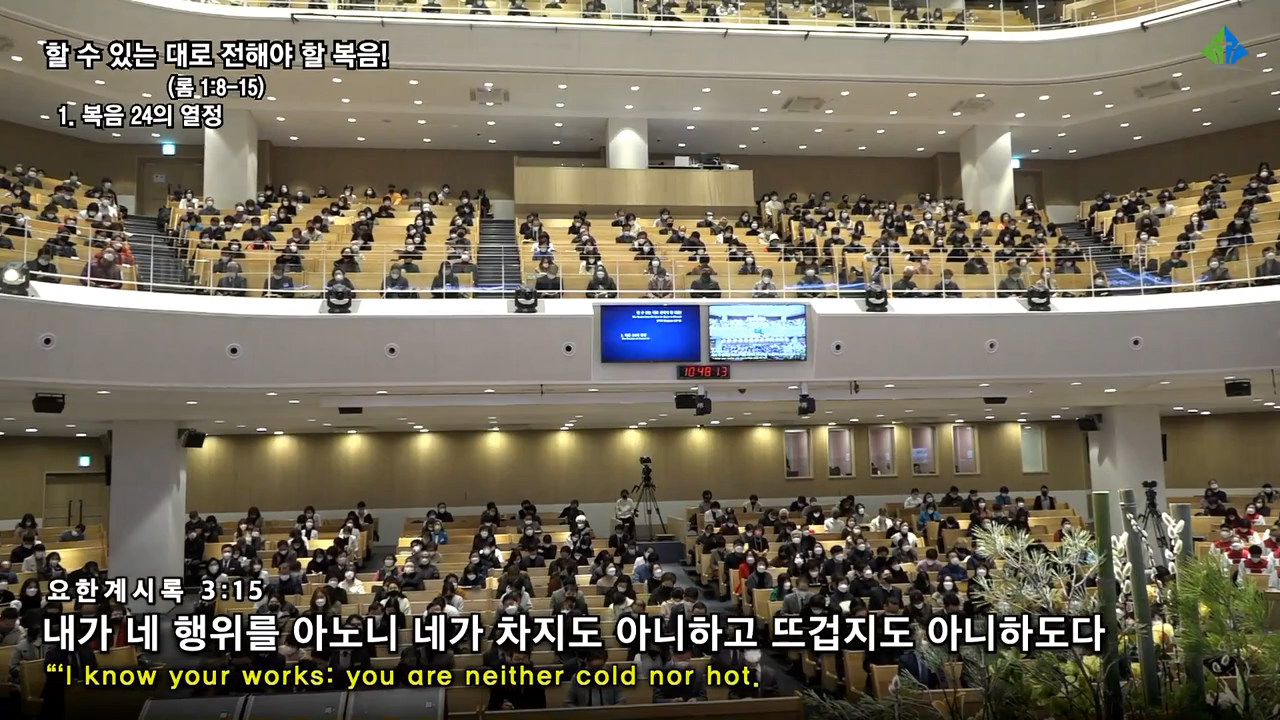 할 수 있는 대로 전해야 할 복음!
(롬 1:8-15)
1. 복음 24의 열정
10:48 13
요한계시록 3:15
내가 네 행위를 아노니 네가 차지도 아니하고 뜨겁지도 아니하도다
“‘I know your works: you are neither cold nor hot.